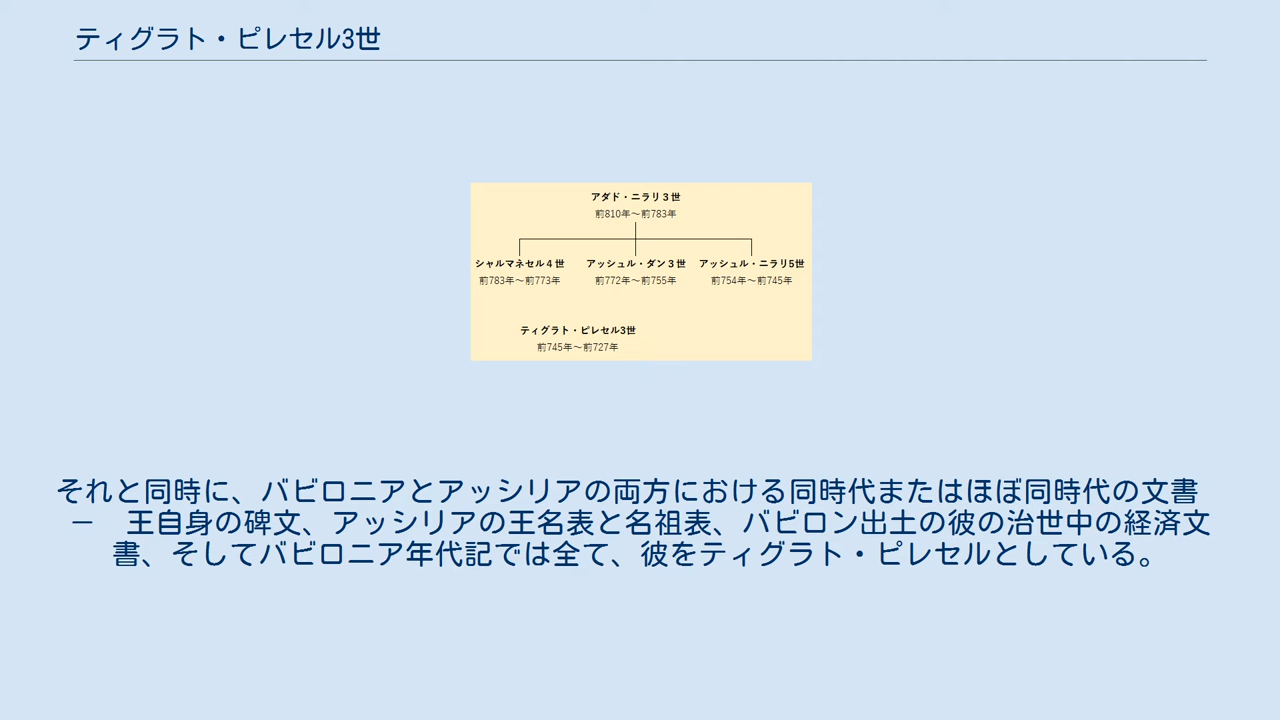 ティグラト・ピレセル3世
アダド・ニラリ３世
前810年～前783年
シャルマネセル４世 アッシュル・ダン３世 アッシュル・ニラリ5世
前783年～前773年 前772年～前755年 前754年～前745年
ティグラト・ピレセル3世
前745年～前727年
それと同時に、バビロニアとアッシリアの両方における同時代またはほぼ同時代の文書
－　王自身の碑文、アッシリアの王名表と名祖表、バビロン出土の彼の治世中の経済文
書、そしてバビロニア年代記では全て、彼をティグラト・ピレセルとしている。